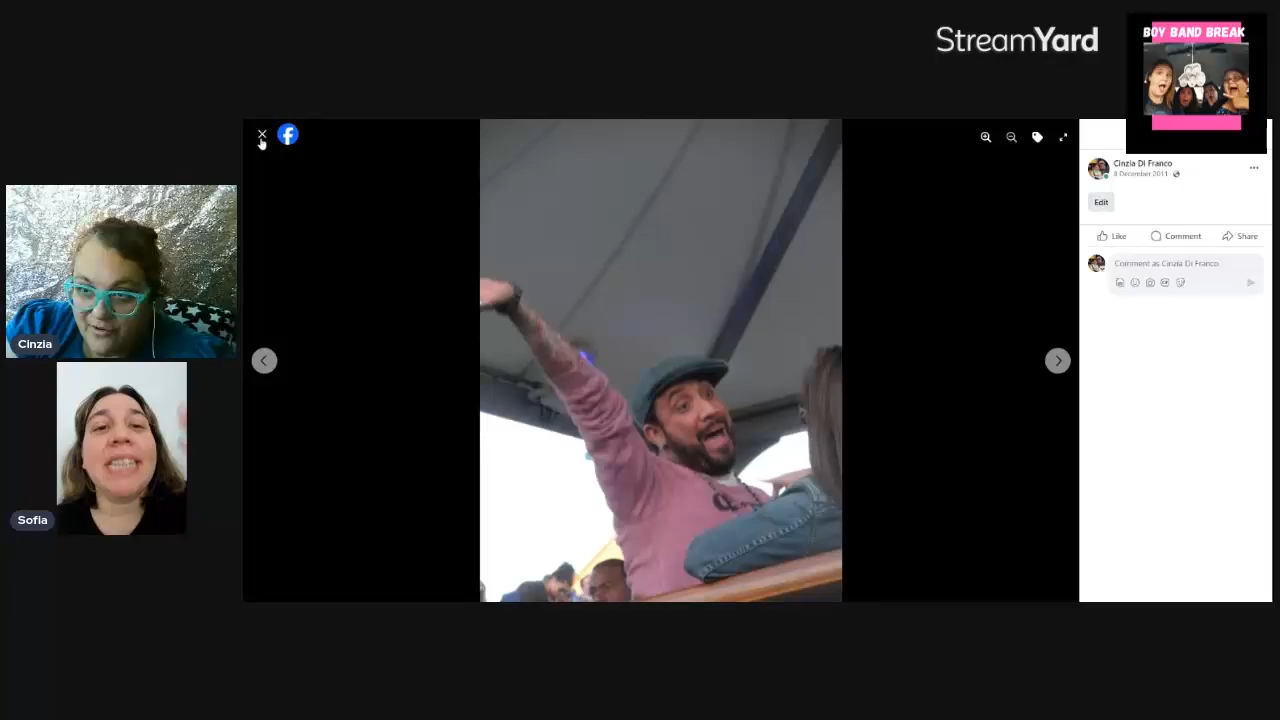 StreamYard
BOY BAND BREAK
Cinzia Di Franco
8 December 2011
Edit
Like
Comment
Share
Comment as Cinzia Di Franco
Cinzia
Sofia